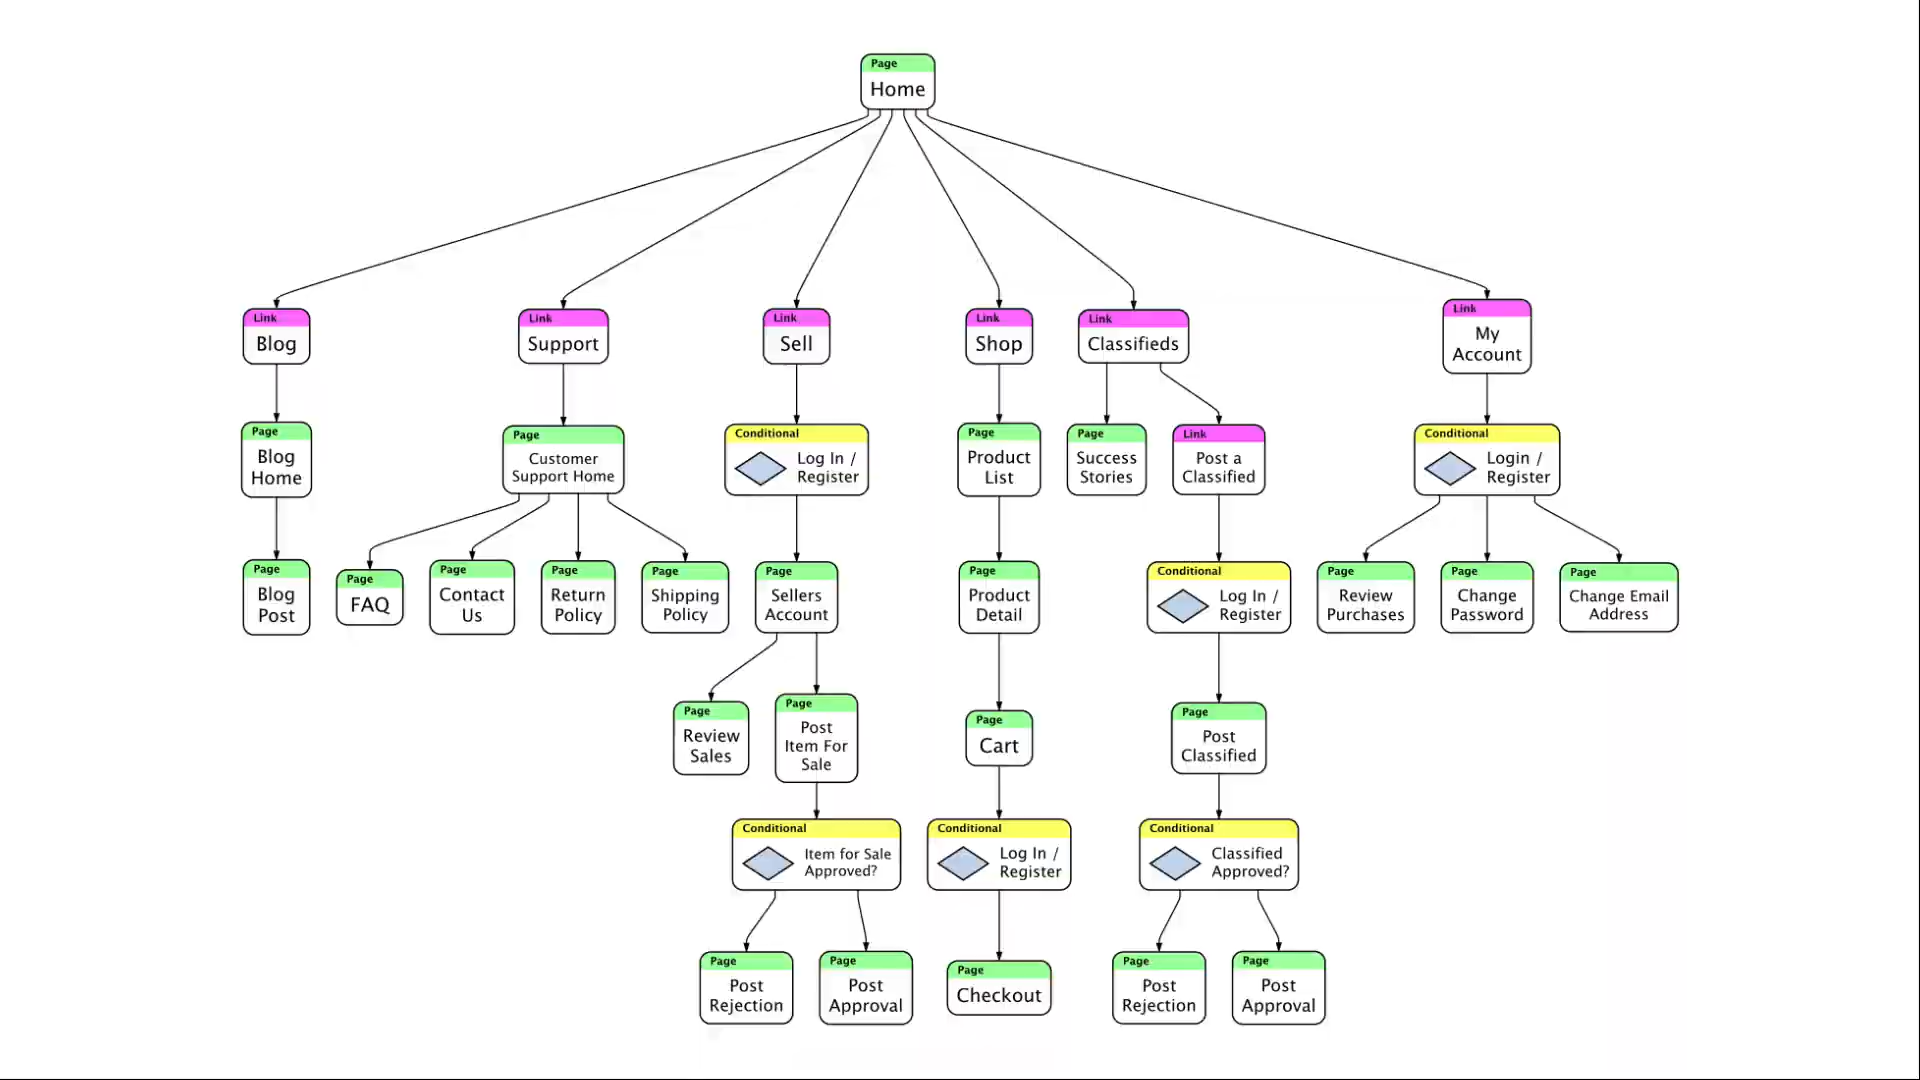 Page
Home
Link
Blog
Link
Support
Link
Sell
Link
Shop
Link
Classifieds
Link
My
Account
Page
Blog
Home
Page
Customer
Support Home
Conditional
Log In /
Register
Page
Product
List
Page
Success
Stories
Link
Post a
Classified
Conditional
Login /
Register
Page
Blog
Post
Page
FAQ
Page
Contact
Us
Page
Return
Policy
Page
Shipping
Policy
Page
Sellers
Account
Page
Product
Detail
Conditional
Log In /
Register
Page
Review
Purchases
Page
Change
Password
Page
Change Email
Address
Page
Review
Sales
Page
Post
Item For
Sale
Page
Cart
Page
Post
Classified
Conditional
Item for Sale
Approved?
Conditional
Log In /
Register
Conditional
Classified
Approved?
Page
Post
Rejection
Page
Post
Approval
Page
Checkout
Page
Post
Rejection
Page
Post
Approval